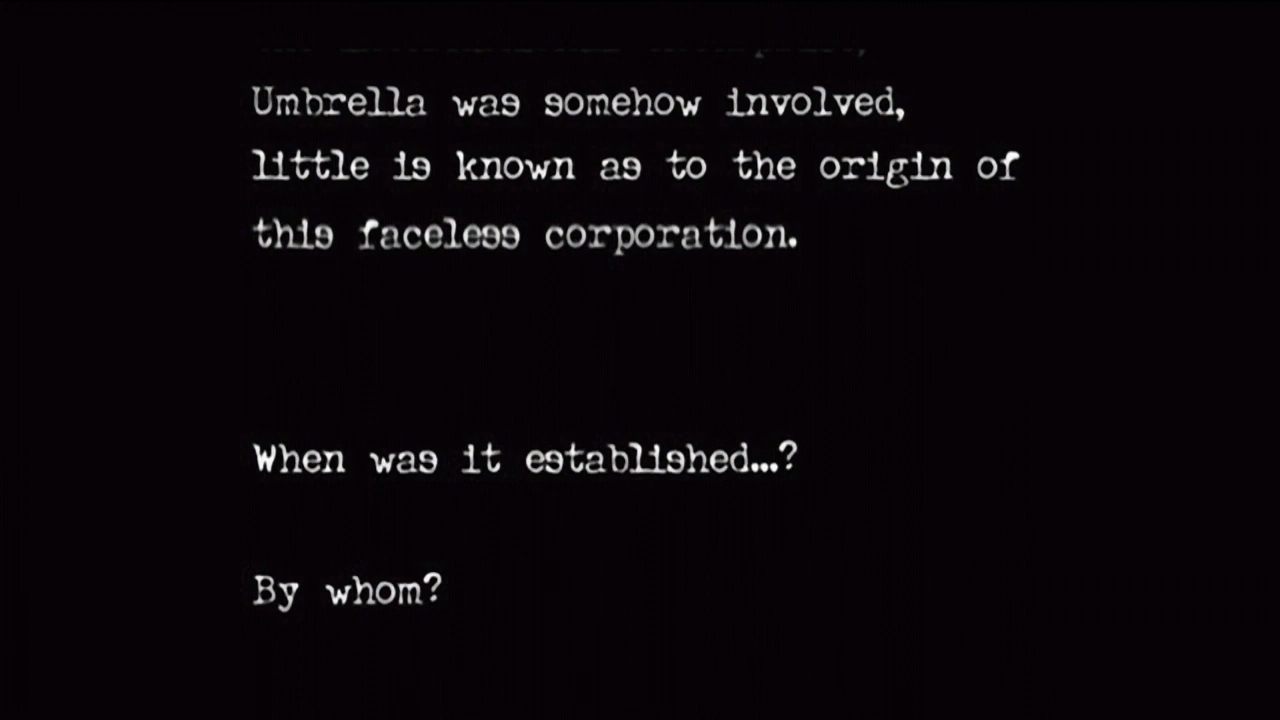 Umbrella was somehow involved,
little is known as to the origin of
this faceless corporation.
When was it established...?
By whom?